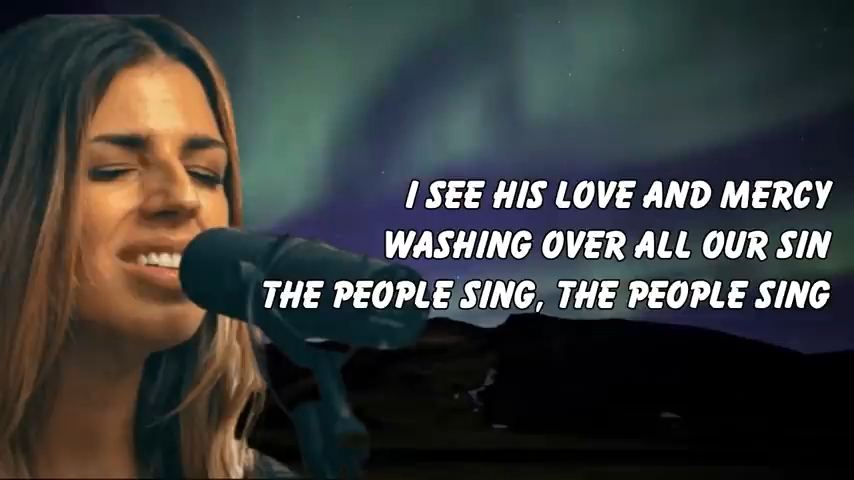 I SEE HIS LOVE AND MERCY
WASHING OVER ALL OUR SIN
THE PEOPLE SING, THE PEOPLE SING